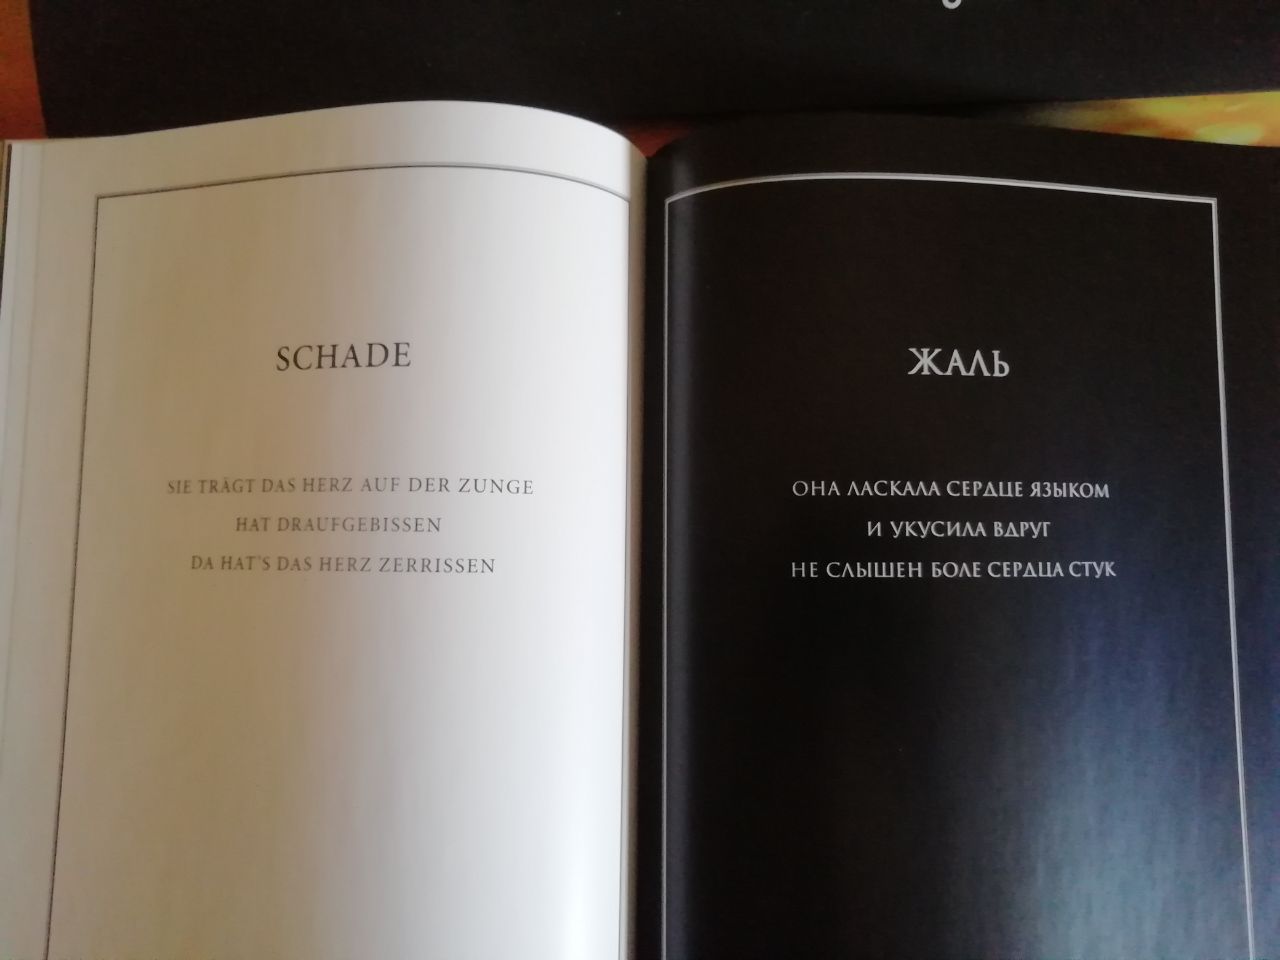 SCHADE
SIE TRÄGT DAS HERZ AUF DER ZUNGE
HAT DRAUFGEBISSEN
DA HAT'S DAS HERZ ZERRISSEN
ЖАЛЬ
ОНА ЛАСКАЛА СЕРДЦЕ ЯЗЫКОМ
И УКУСИЛА ВДРУГ
НЕ СЛЫШЕН БОЛЕ СЕРДЦА СТУК